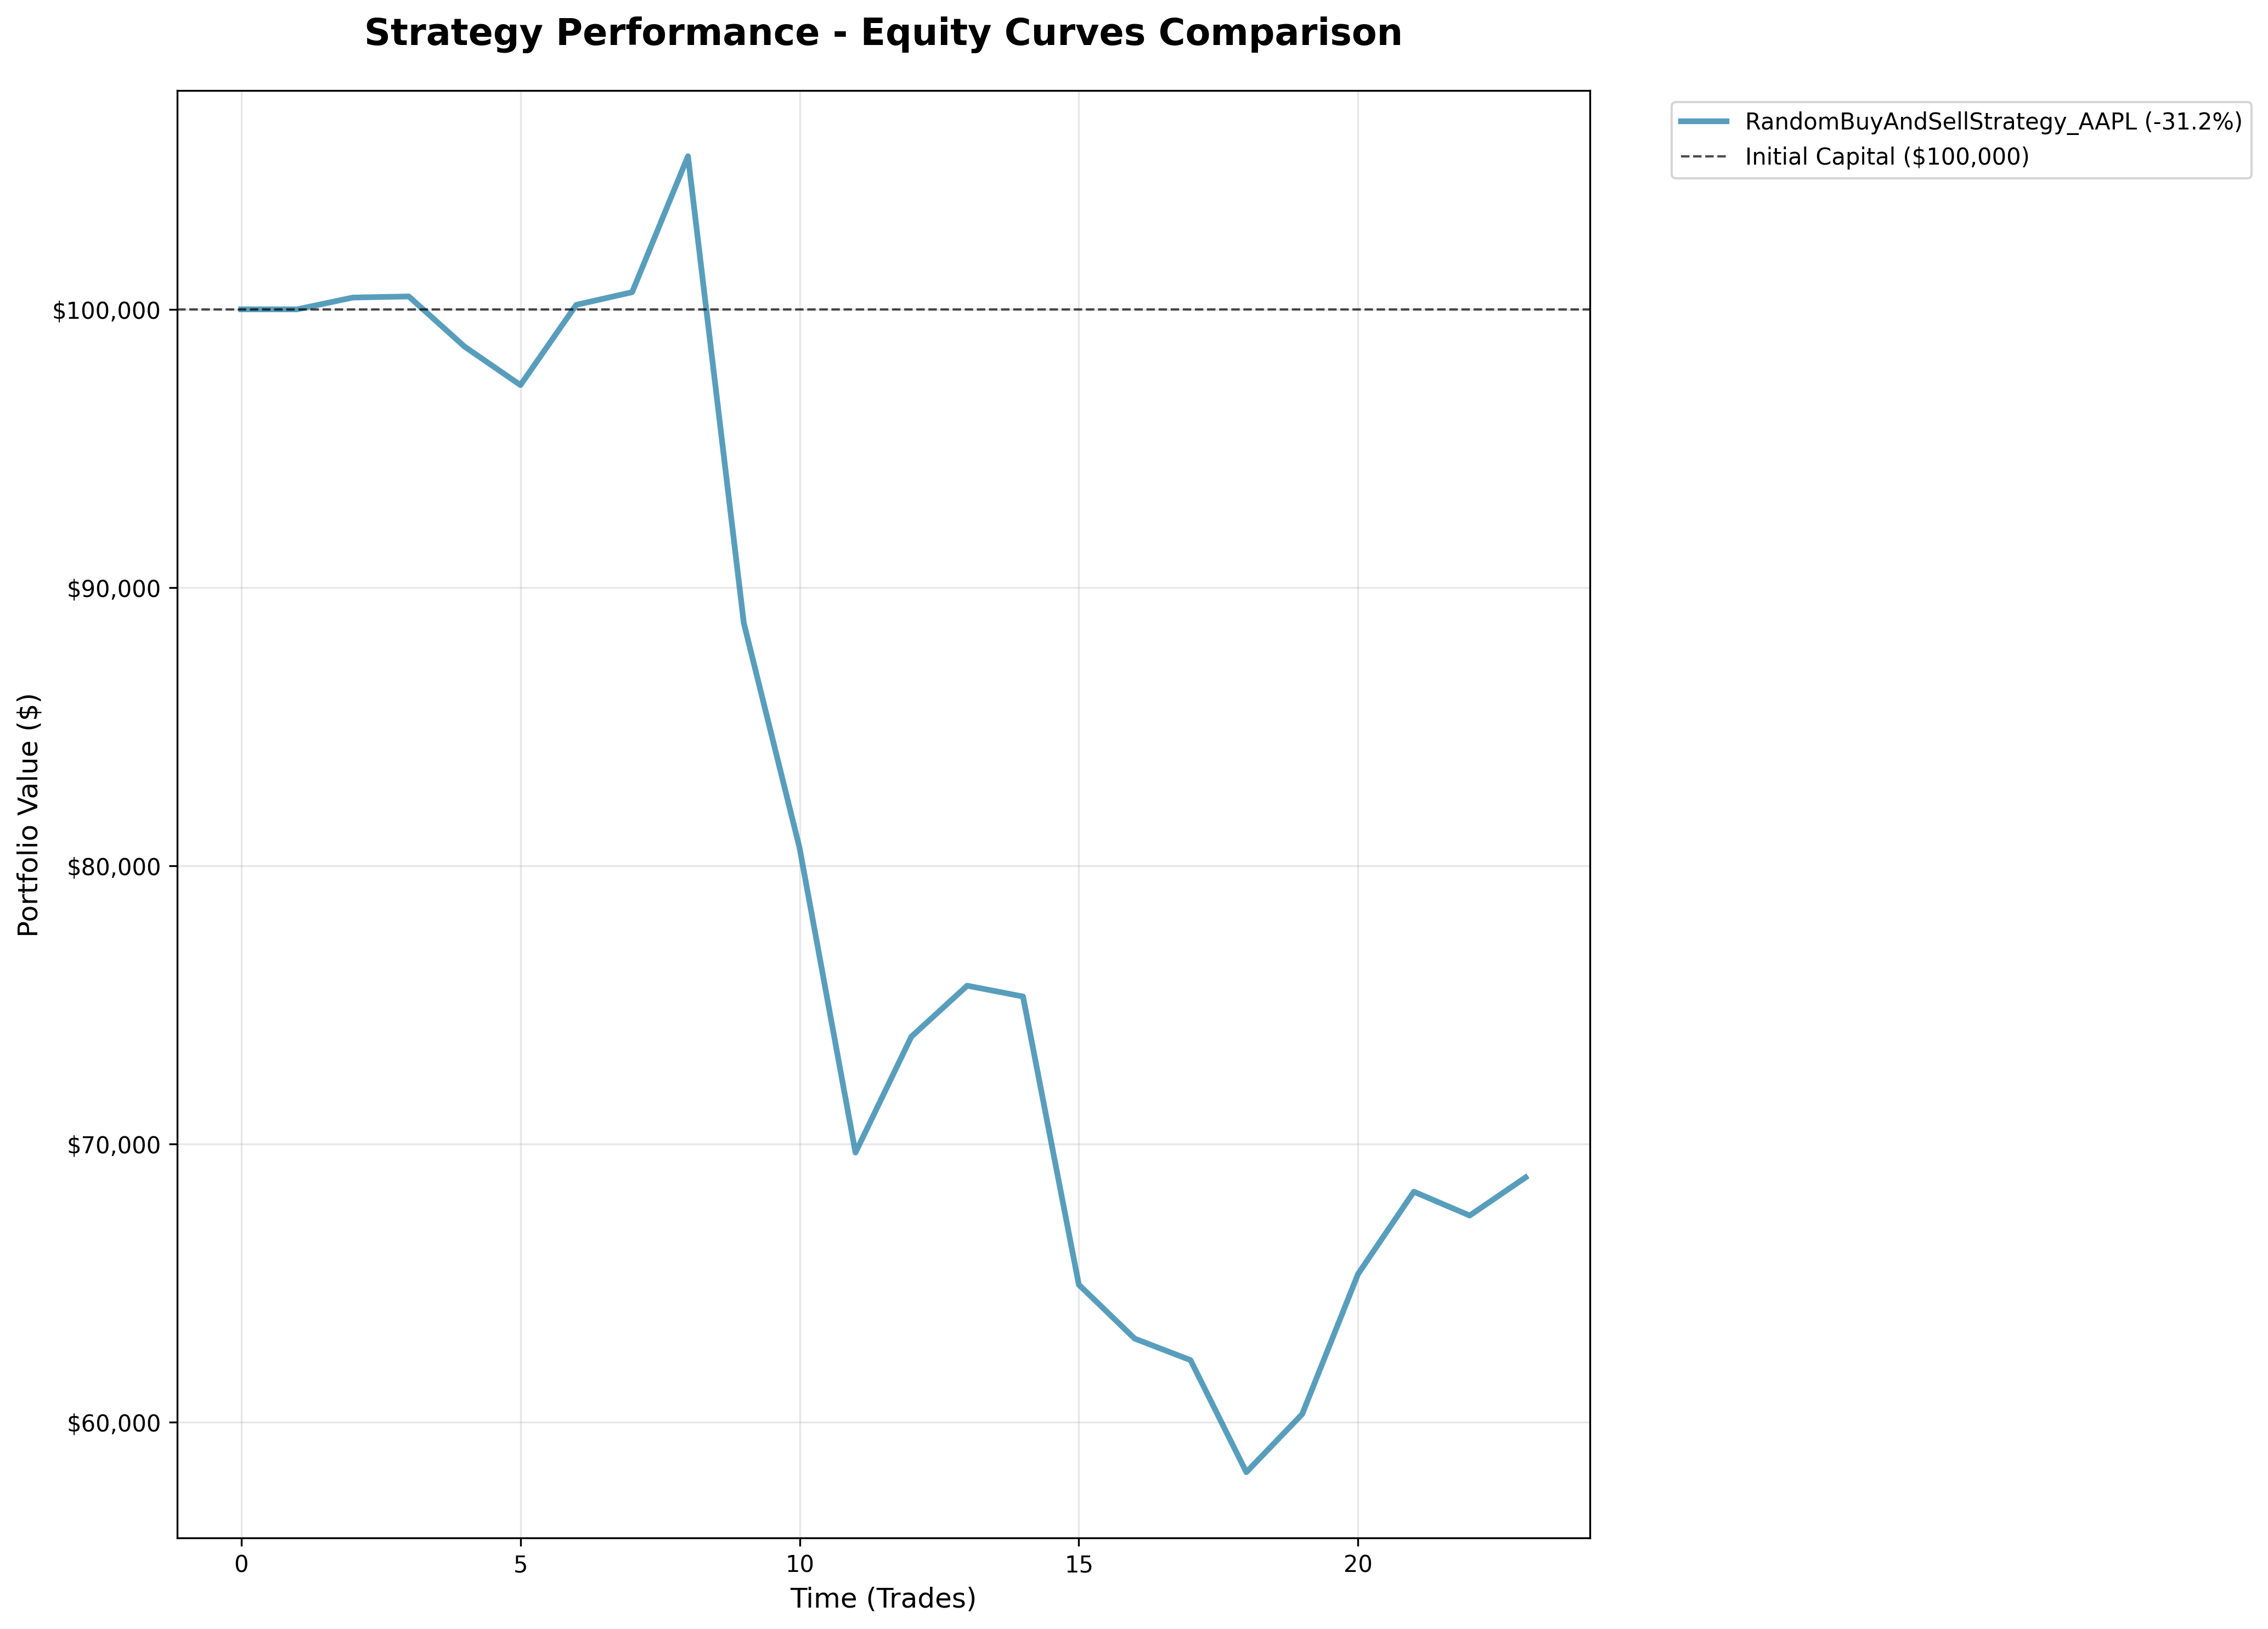 Strategy Performance - Equity Curves Comparison
RandomBuyAndSellStrategy_AAPL (-31.2%)
Initial Capital ($100,000)
Portfolio Value ($)
$100,000
$90,000
$80,000
$70,000
$60,000
0 5 10 15 20
Time (Trades)